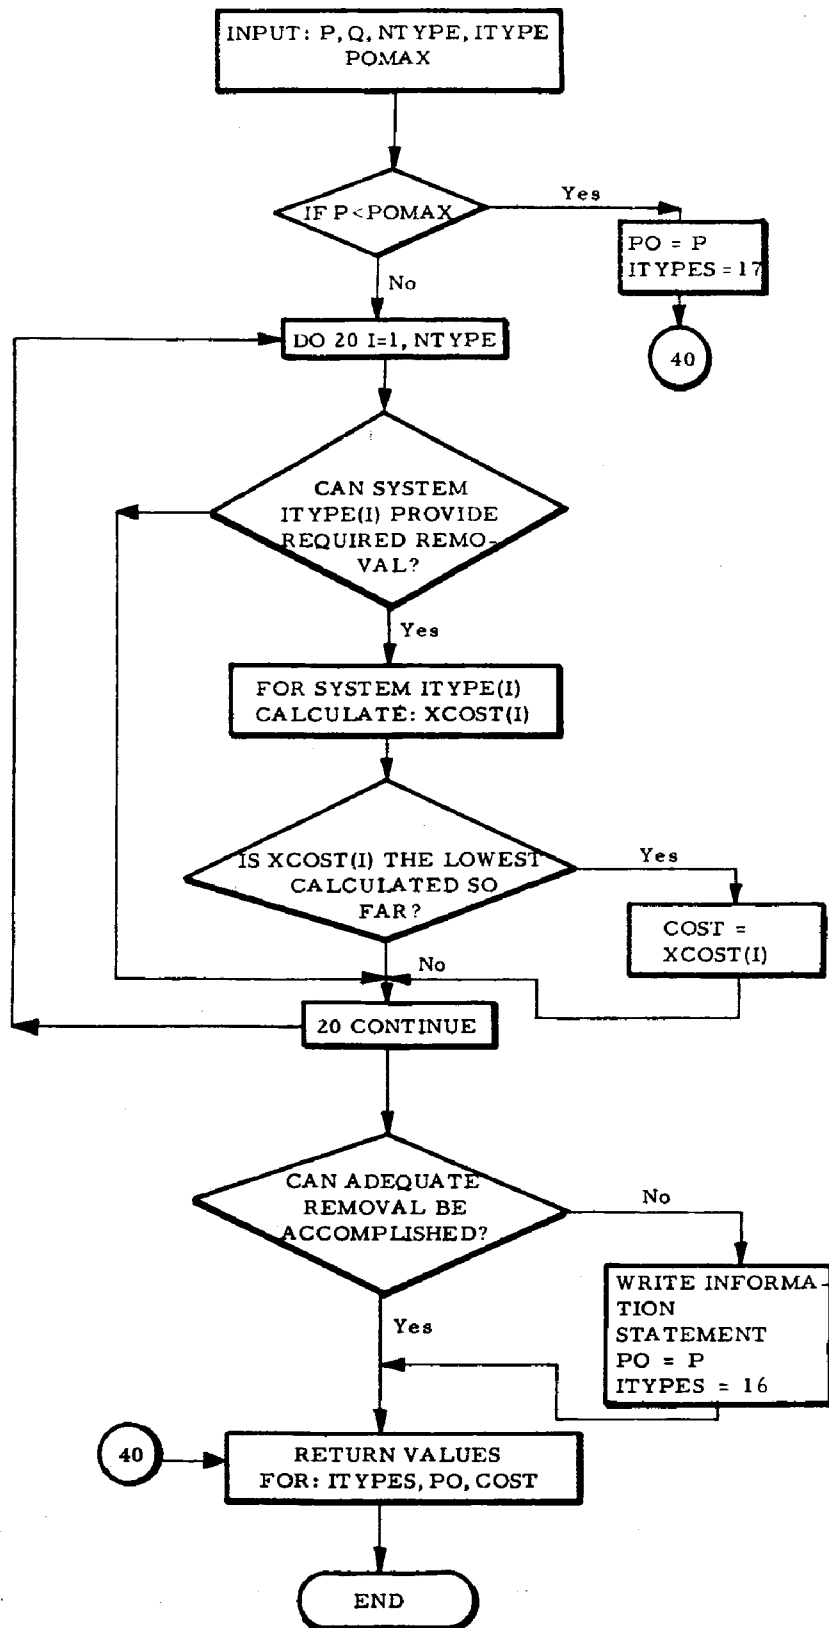 INPUT: P, Q, NTYPE, ITYPE
POMAX
IF P<POMAX
Yes
PO = P
ITYPES = 17
No
40
DO 20 I=1, NTYPE
CAN SYSTEM
ITYPE(I) PROVIDE
REQUIRED REMO-
VAL?
Yes
FOR SYSTEM ITYPE(I)
CALCULATE: XCOST(I)
IS XCOST(I) THE LOWEST
CALCULATED SO
FAR?
Yes
COST =
XCOST(I)
No
20 CONTINUE
CAN ADEQUATE
REMOVAL BE
ACCOMPLISHED?
No
WRITE INFORMA-
TION
STATEMENT
PO = P
ITYPES = 16
Yes
40
RETURN VALUES
FOR: ITYPES, PO, COST
END